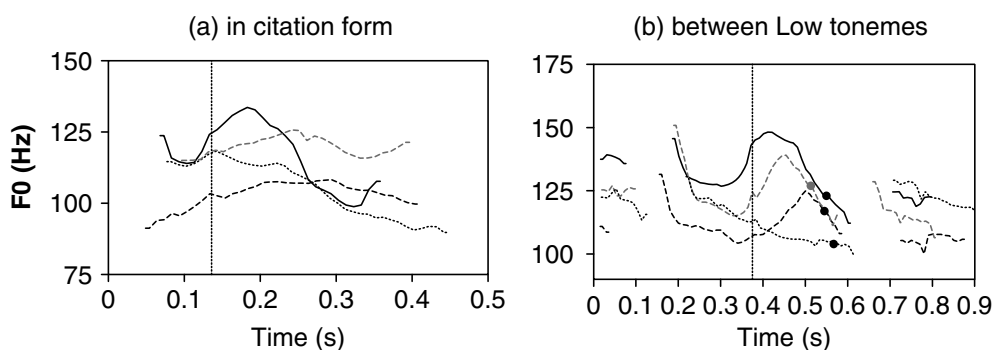 (a) in citation form
(b) between Low tonemes
F0 (Hz)
150
125
100
75
0 0.1 0.2 0.3 0.4 0.5
Time (s)
175
150
125
100
0 0.1 0.2 0.3 0.4 0.5 0.6 0.7 0.8 0.9
Time (s)